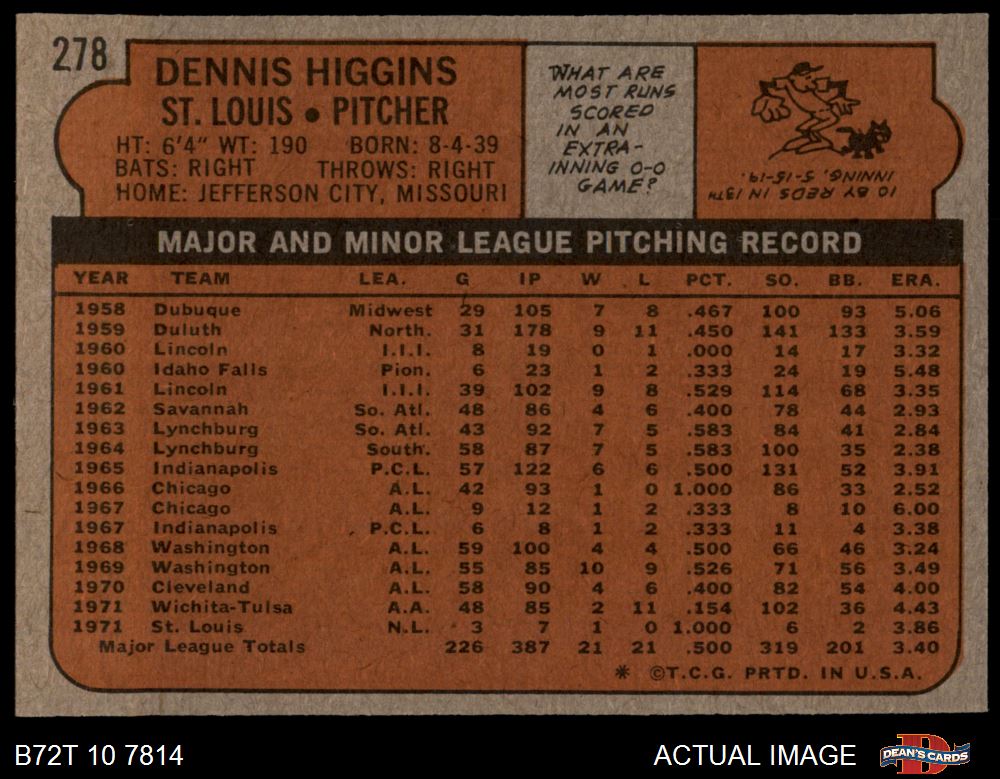 278
DENNIS HIGGINS
ST. LOUIS • PITCHER
HT: 6'4" WT: 190 BORN: 8-4-39
BATS: RIGHT THROWS: RIGHT
HOME: JEFFERSON CITY, MISSOURI
WHAT ARE
MOST RUNS
SCORED
IN AN
EXTRA-
INNING 0-0
GAME?
10 BY REDS IN 13TH
INNING, 5-15-19.
MAJOR AND MINOR LEAGUE PITCHING RECORD
YEAR TEAM LEA. G IP W L PCT. SO. BB. ERA.
1958 Dubuque Midwest 29 105 7 8 .467 100 93 5.06
1959 Duluth North. 31 178 9 11 .450 141 133 3.59
1960 Lincoln I.I.I. 8 19 0 1 .000 14 17 3.32
1960 Idaho Falls Pion. 6 23 1 2 .333 24 19 5.48
1961 Lincoln I.I.I. 39 102 9 8 .529 114 68 3.35
1962 Savannah So. Atl. 48 86 4 6 .400 78 44 2.93
1963 Lynchburg So. Atl. 43 92 7 5 .583 84 41 2.84
1964 Lynchburg South. 58 87 7 5 .583 100 35 2.38
1965 Indianapolis P.C.L. 57 122 6 6 .500 131 52 3.91
1966 Chicago A.L. 42 93 1 0 1.000 86 33 2.52
1967 Chicago A.L. 9 12 1 2 .333 8 10 6.00
1967 Indianapolis P.C.L. 6 8 1 2 .333 11 4 3.38
1968 Washington A.L. 59 100 4 4 .500 66 46 3.24
1969 Washington A.L. 55 85 10 9 .526 71 56 3.49
1970 Cleveland A.L. 58 90 4 6 .400 82 54 4.00
1971 Wichita-Tulsa A.A. 48 85 2 11 .154 102 36 4.43
1971 St. Louis N.L. 3 7 1 0 1.000 6 2 3.86
Major League Totals 226 387 21 21 .500 319 201 3.40
* ©T.C.G. PRTD. IN U.S.A.
B72T 10 7814
ACTUAL IMAGE
DEAN'S CARDS